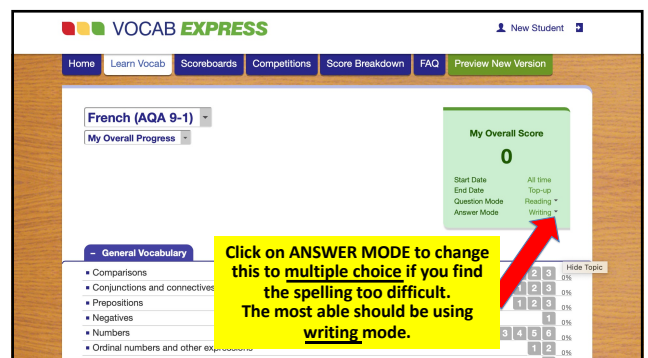 VOCAB EXPRESS
New Student
Home Learn Vocab Scoreboards Competitions Score Breakdown FAQ Preview New Version
French (AQA 9-1)
My Overall Progress
My Overall Score
0
Start Date All time
End Date Top-up
Question Mode Reading
Answer Mode Writing
– General Vocabulary
Click on ANSWER MODE to change
this to multiple choice if you find
the spelling too difficult.
The most able should be using
writing mode.
Hide Topic
Comparisons 2 3 0%
Conjunctions and connectives 1 2 3 0%
Prepositions 1 2 3 0%
Negatives 1 0%
Numbers 3 4 5 6 0%
Ordinal numbers and other expressions 1 2 0%